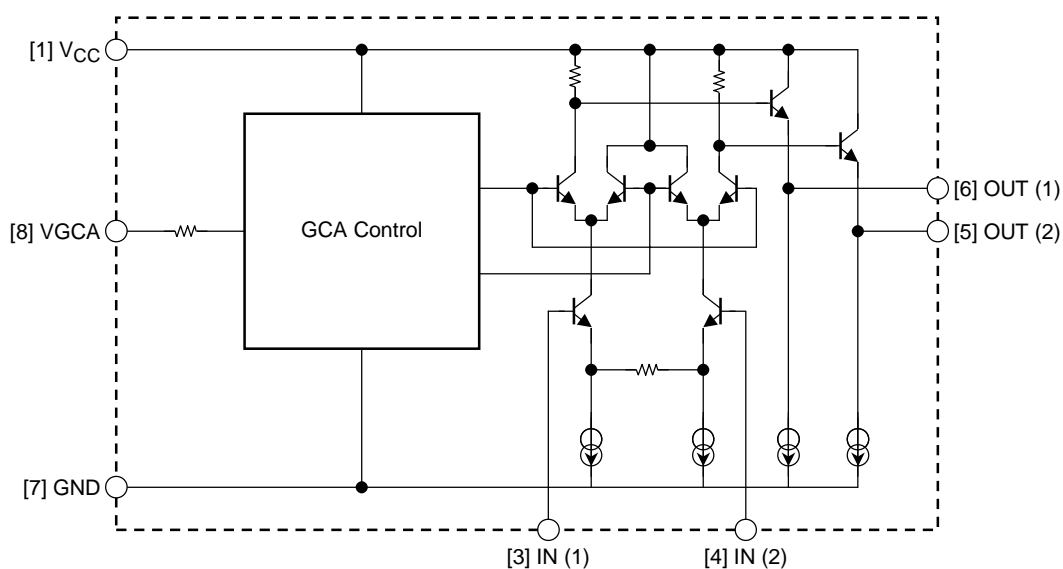 [1] VCC
[8] VGCA
GCA Control
[6] OUT (1)
[5] OUT (2)
[7] GND
[3] IN (1)
[4] IN (2)